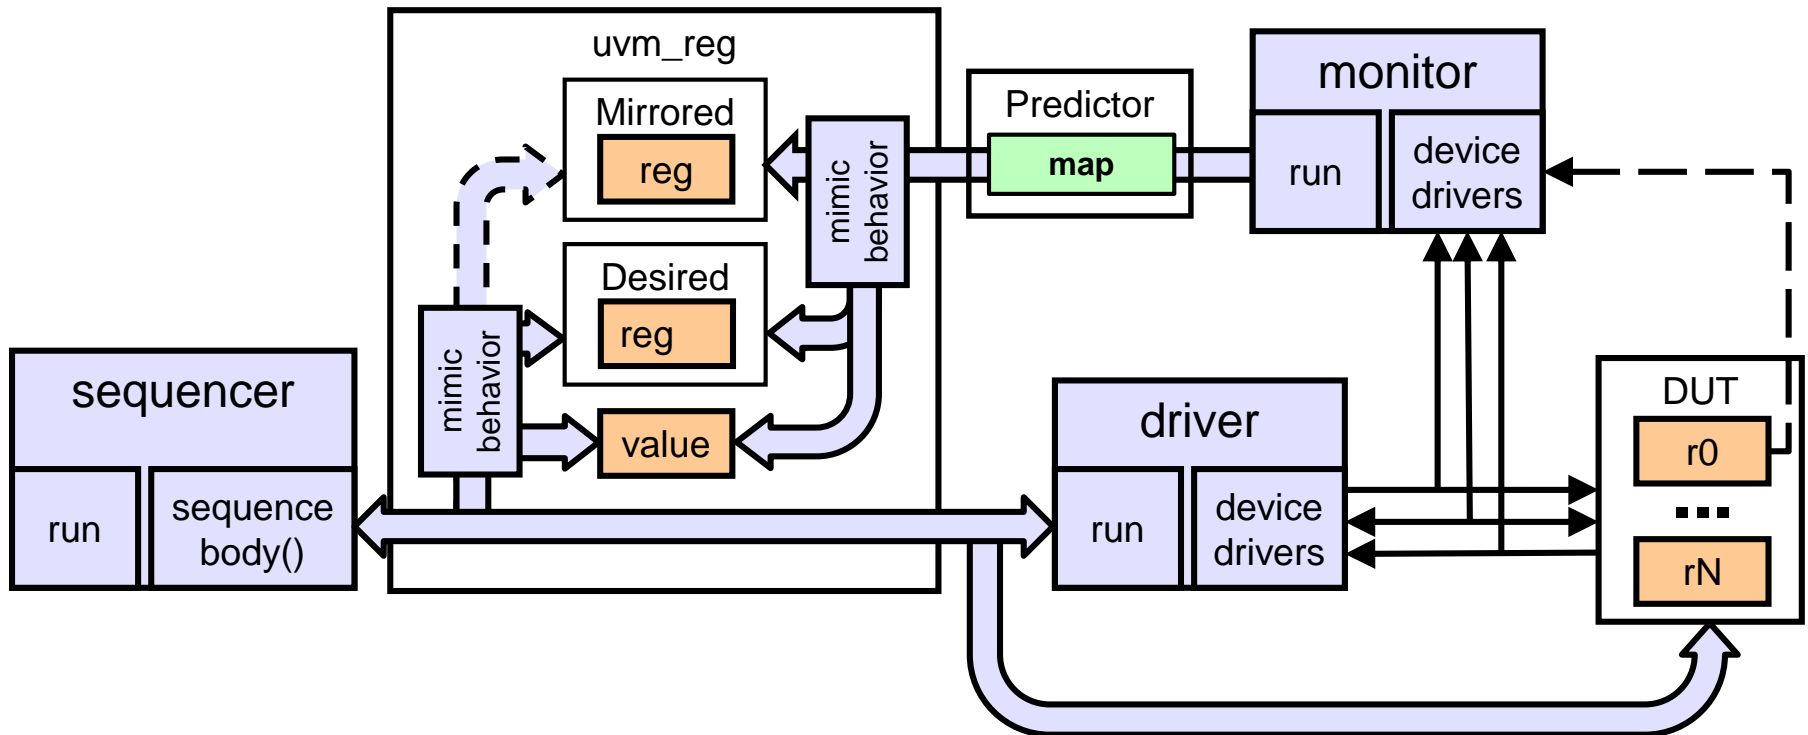 uvm_reg
Mirrored
reg
mimic
behavior
Desired
reg
mimic
behavior
value
Predictor
map
monitor
run
device
drivers
sequencer
run
sequence
body()
driver
run
device
drivers
DUT
r0
...
rN